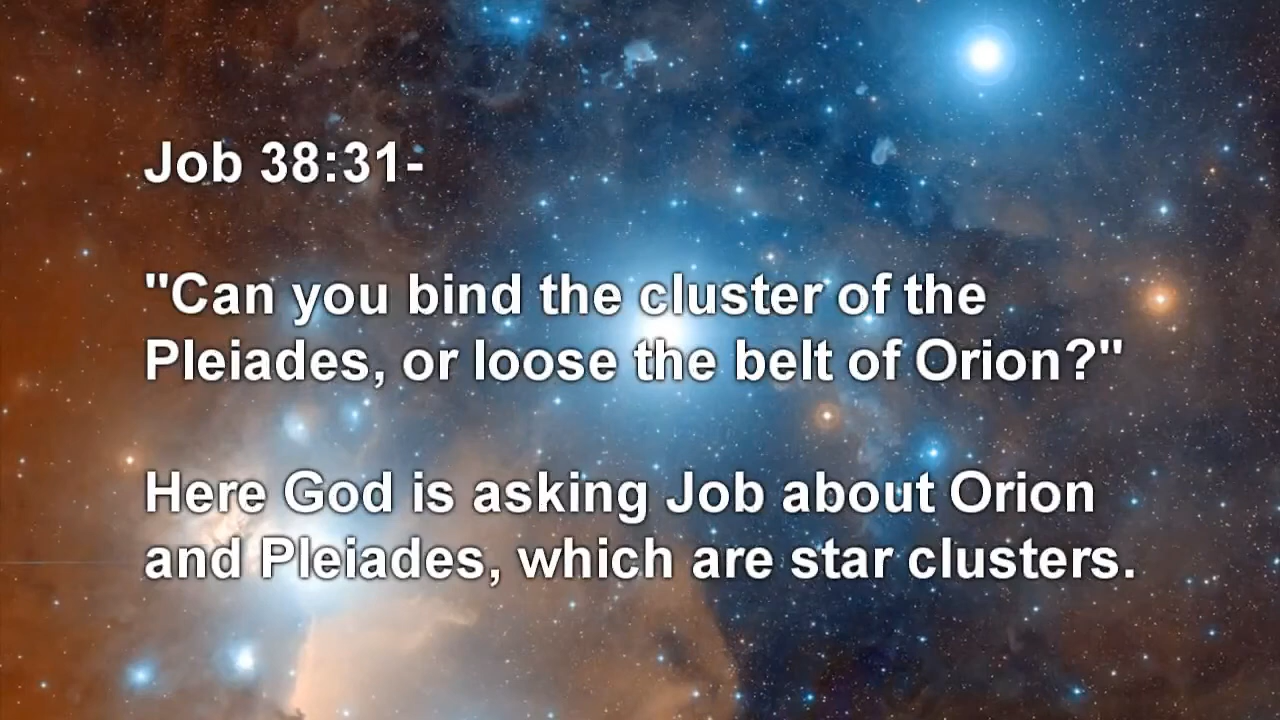 Job 38:31-
"Can you bind the cluster of the
Pleiades, or loose the belt of Orion?"
Here God is asking Job about Orion
and Pleiades, which are star clusters.